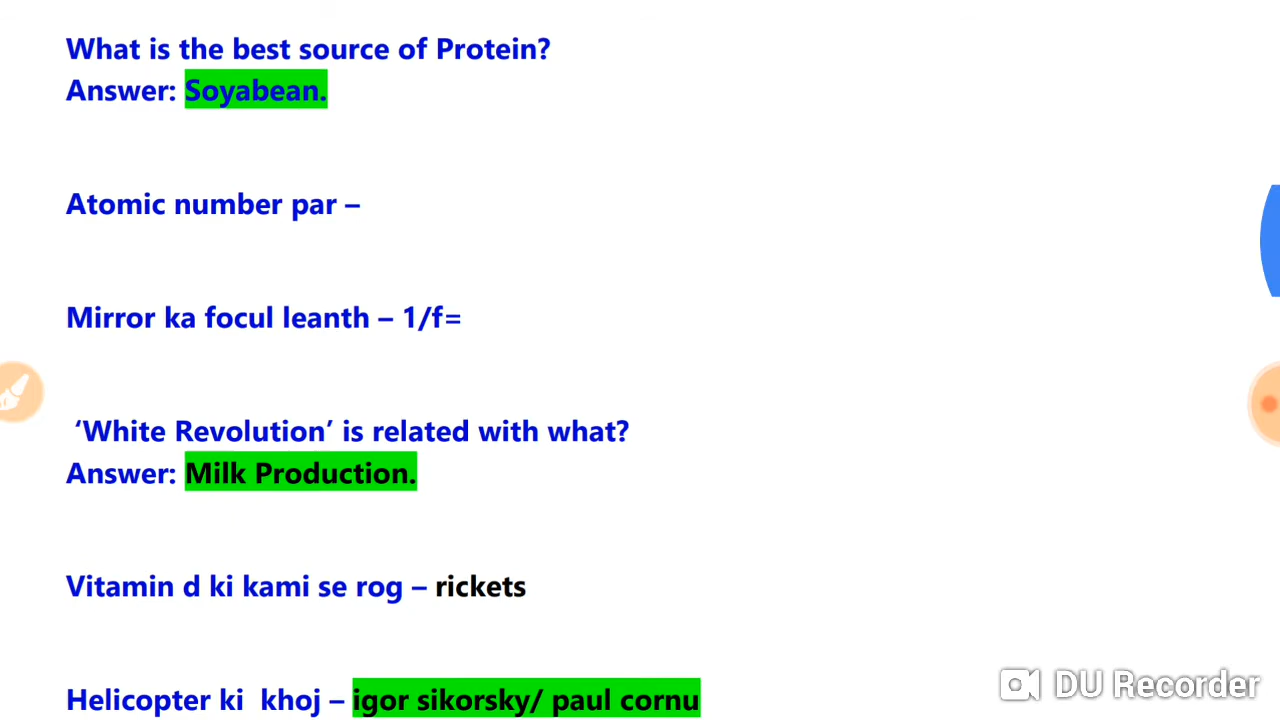 What is the best source of Protein?
Answer: Soyabean.
Atomic number par –
Mirror ka focul leanth – 1/f=
‘White Revolution’ is related with what?
Answer: Milk Production.
Vitamin d ki kami se rog – rickets
Helicopter ki  khoj – igor sikorsky/ paul cornu
DU Recorder